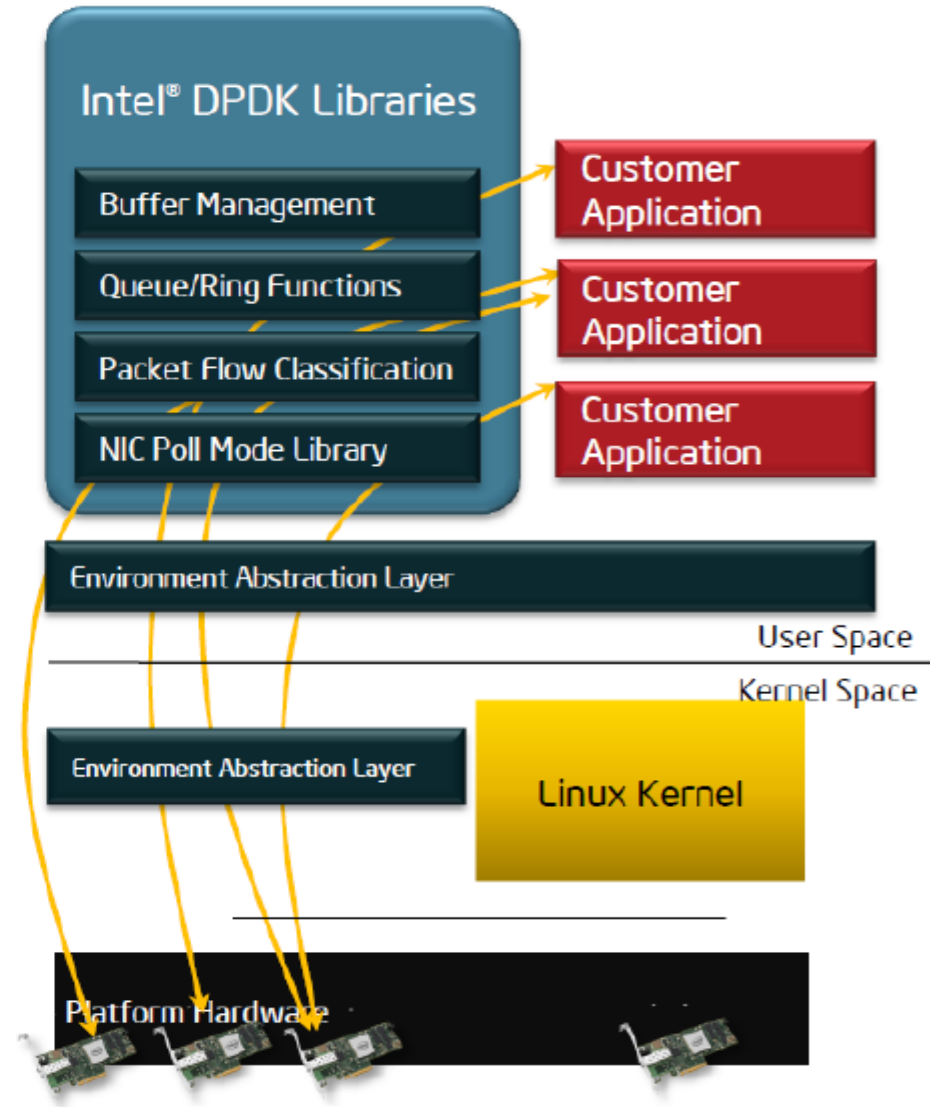 Intel® DPDK Libraries
Buffer Management
Queue/Ring Functions
Packet Flow Classification
NIC Poll Mode Library
Customer
Application
Customer
Application
Customer
Application
Environment Abstraction Layer
User Space
Kernel Space
Environment Abstraction Layer
Linux Kernel
Platform Hardware